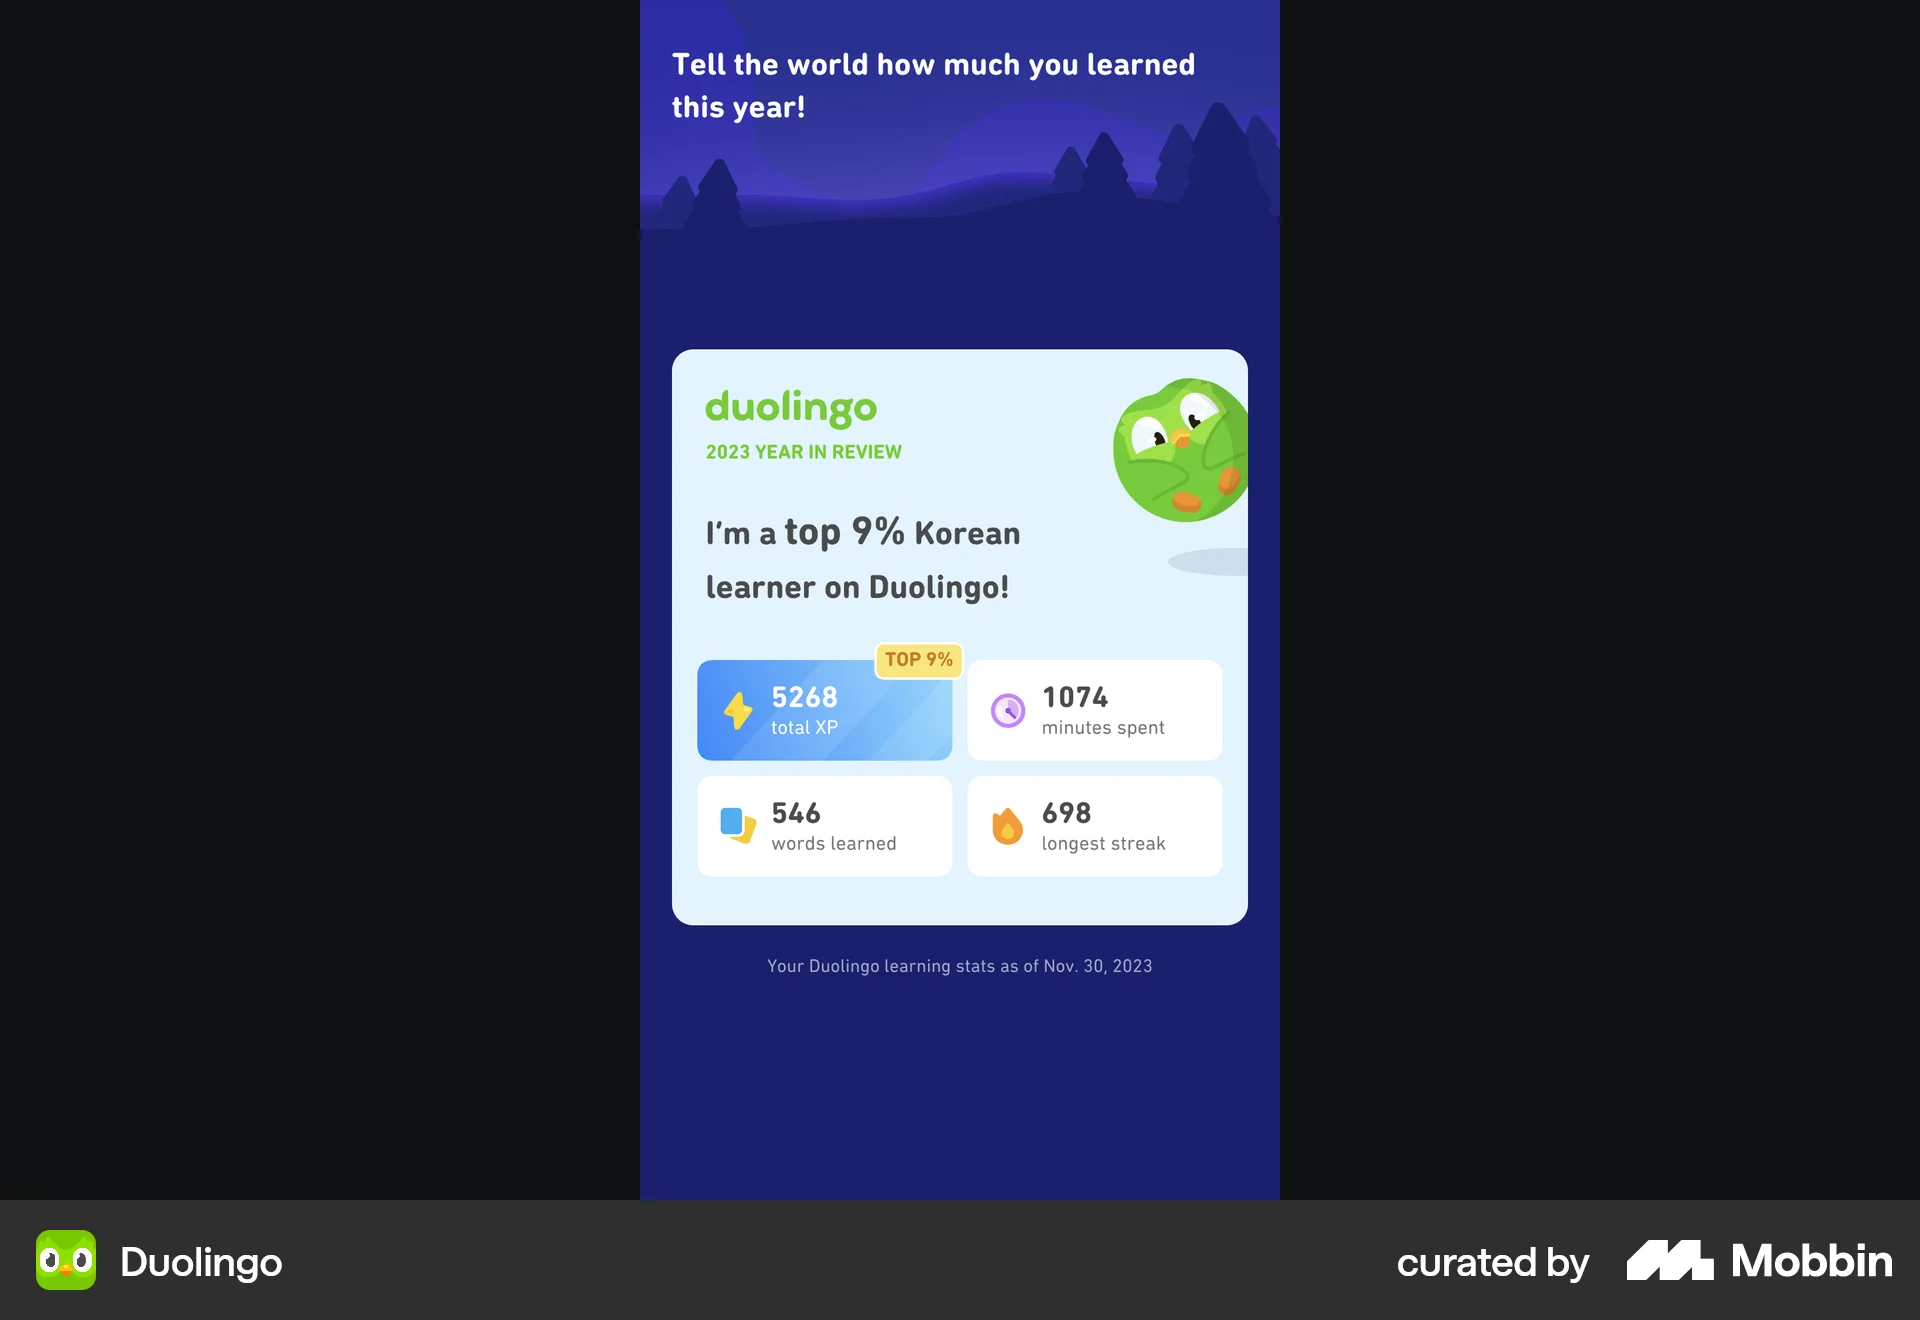 Tell the world how much you learned
this year!
duolingo
2023 YEAR IN REVIEW
I'm a top 9% Korean
learner on Duolingo!
TOP 9%
5268
total XP
1074
minutes spent
546
words learned
698
longest streak
Your Duolingo learning stats as of Nov. 30, 2023
Duolingo
curated by Mobbin